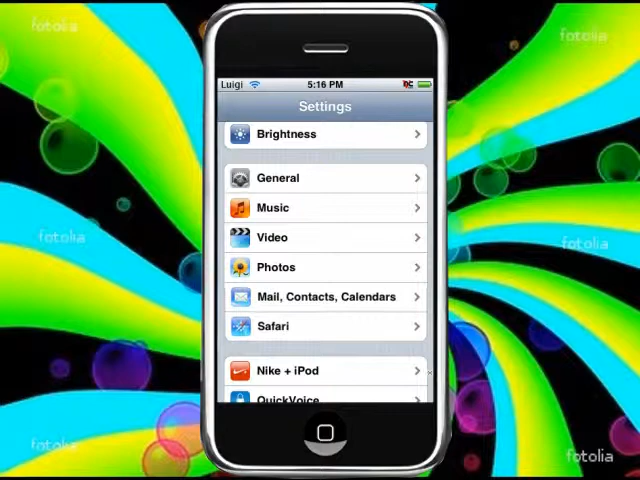 fotolia
fotolia
Luigi
5:16 PM
Settings
Brightness
General
Music
Video
fotolia
fotolia
Photos
Mail, Contacts, Calendars
Safari
Nike + iPod
QuickVoice
fotolia
fotolia